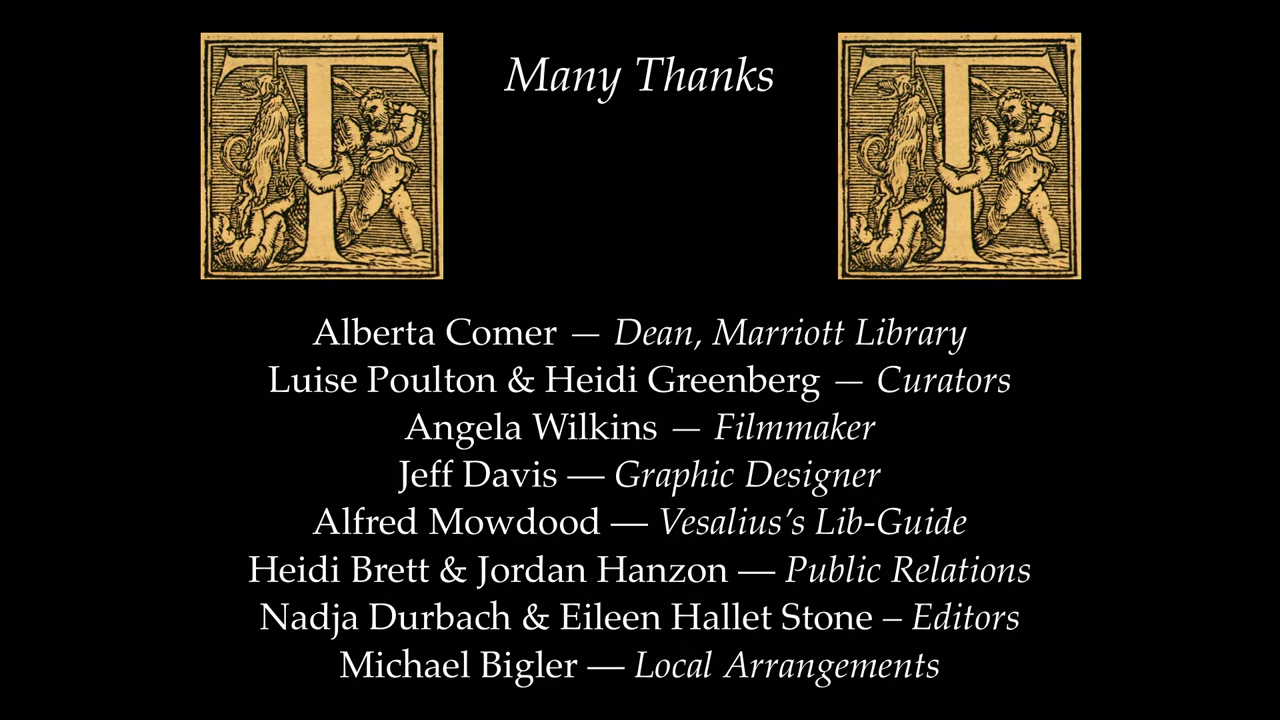 T
Many Thanks
T
Alberta Comer — Dean, Marriott Library
Luise Poulton & Heidi Greenberg — Curators
Angela Wilkins — Filmmaker
Jeff Davis — Graphic Designer
Alfred Mowdood — Vesalius’s Lib-Guide
Heidi Brett & Jordan Hanzon — Public Relations
Nadja Durbach & Eileen Hallet Stone – Editors
Michael Bigler — Local Arrangements